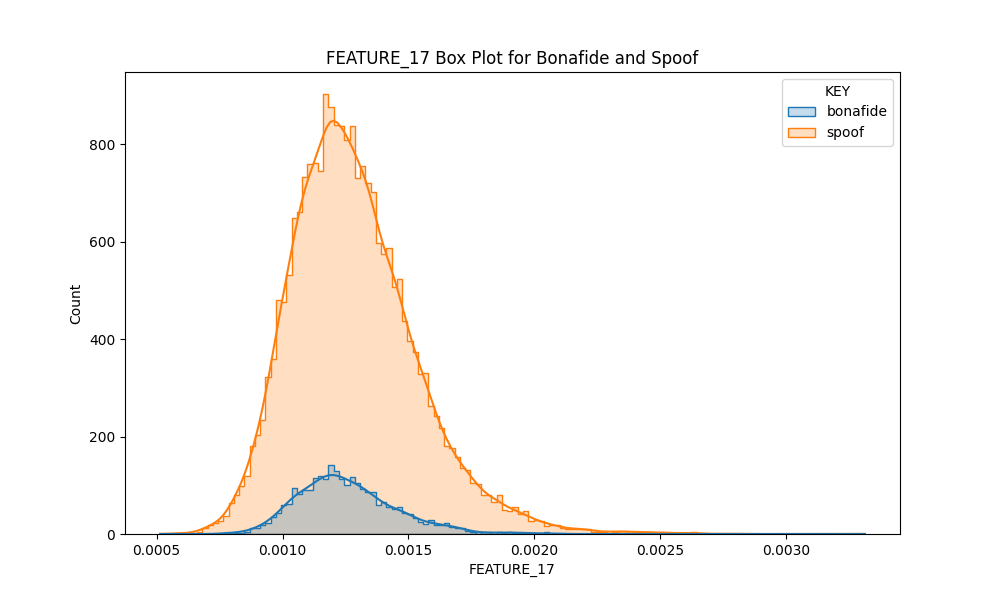 FEATURE_17 Box Plot for Bonafide and Spoof
KEY
bonafide
spoof
800
600
400
200
0
Count
0.0005 0.0010 0.0015 0.0020 0.0025 0.0030
FEATURE_17